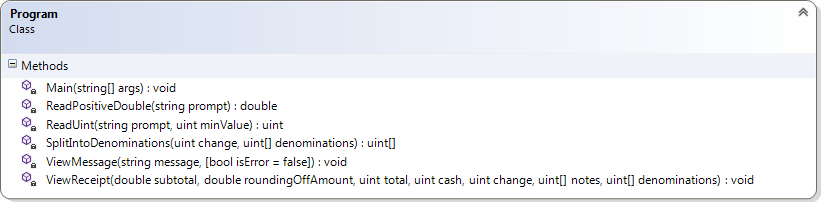 Program
Class
Methods
Main(string[] args) : void
ReadPositiveDouble(string prompt) : double
ReadUint(string prompt, uint minValue) : uint
SplitIntoDenominations(uint change, uint[] denominations) : uint[]
ViewMessage(string message, [bool isError = false]) : void
ViewReceipt(double subtotal, double roundingOffAmount, uint total, uint cash, uint change, uint[] notes, uint[] denominations) : void